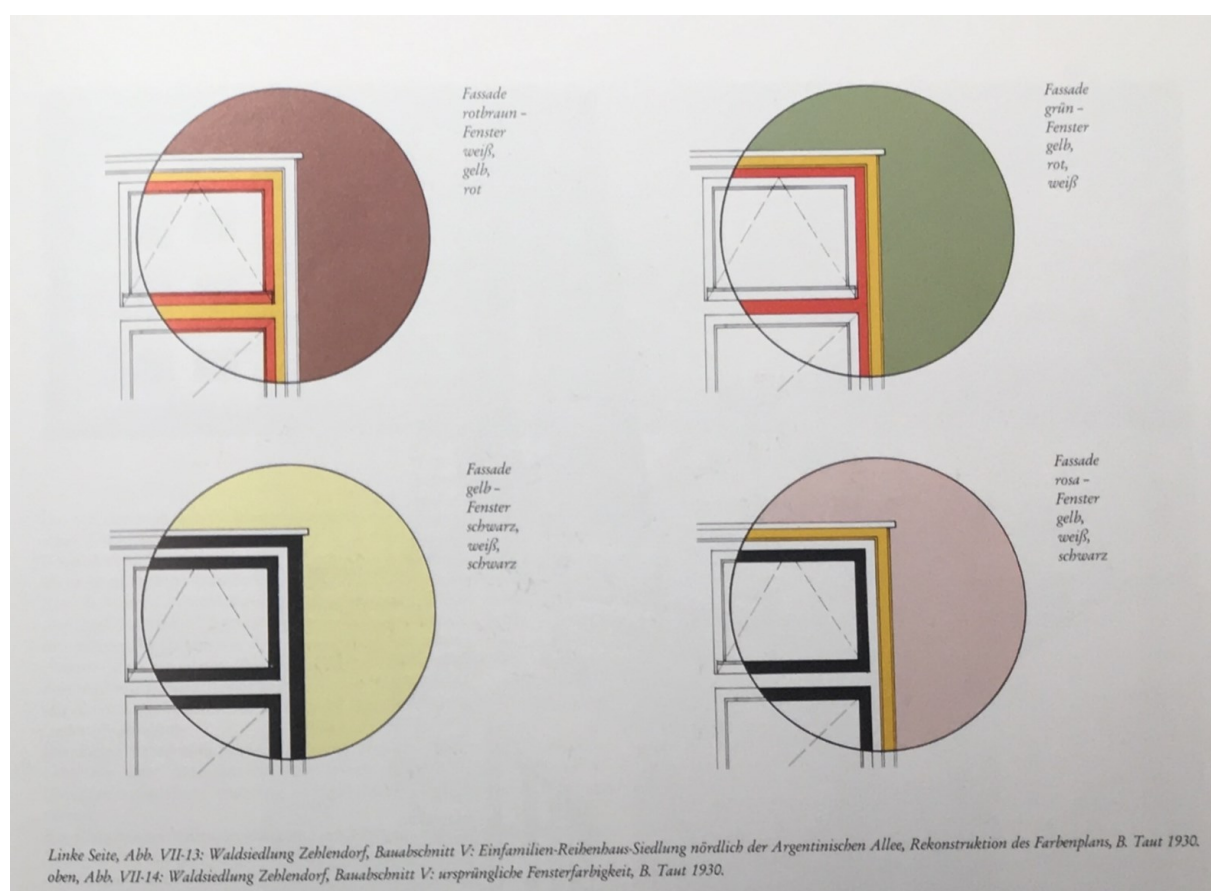 Fassade
rotbraun –
Fenster
weiß,
gelb,
rot
Fassade
grün –
Fenster
gelb,
rot,
weiß
Fassade
gelb –
Fenster
schwarz,
weiß,
schwarz
Fassade
rosa –
Fenster
gelb,
weiß,
schwarz
Linke Seite, Abb. VII-13: Waldsiedlung Zehlendorf, Bauabschnitt V: Einfamilien-Reihenhaus-Siedlung nördlich der Argentinischen Allee, Rekonstruktion des Farbenplans, B. Taut 1930.
oben, Abb. VII-14: Waldsiedlung Zehlendorf, Bauabschnitt V: ursprüngliche Fensterfarbigkeit, B. Taut 1930.